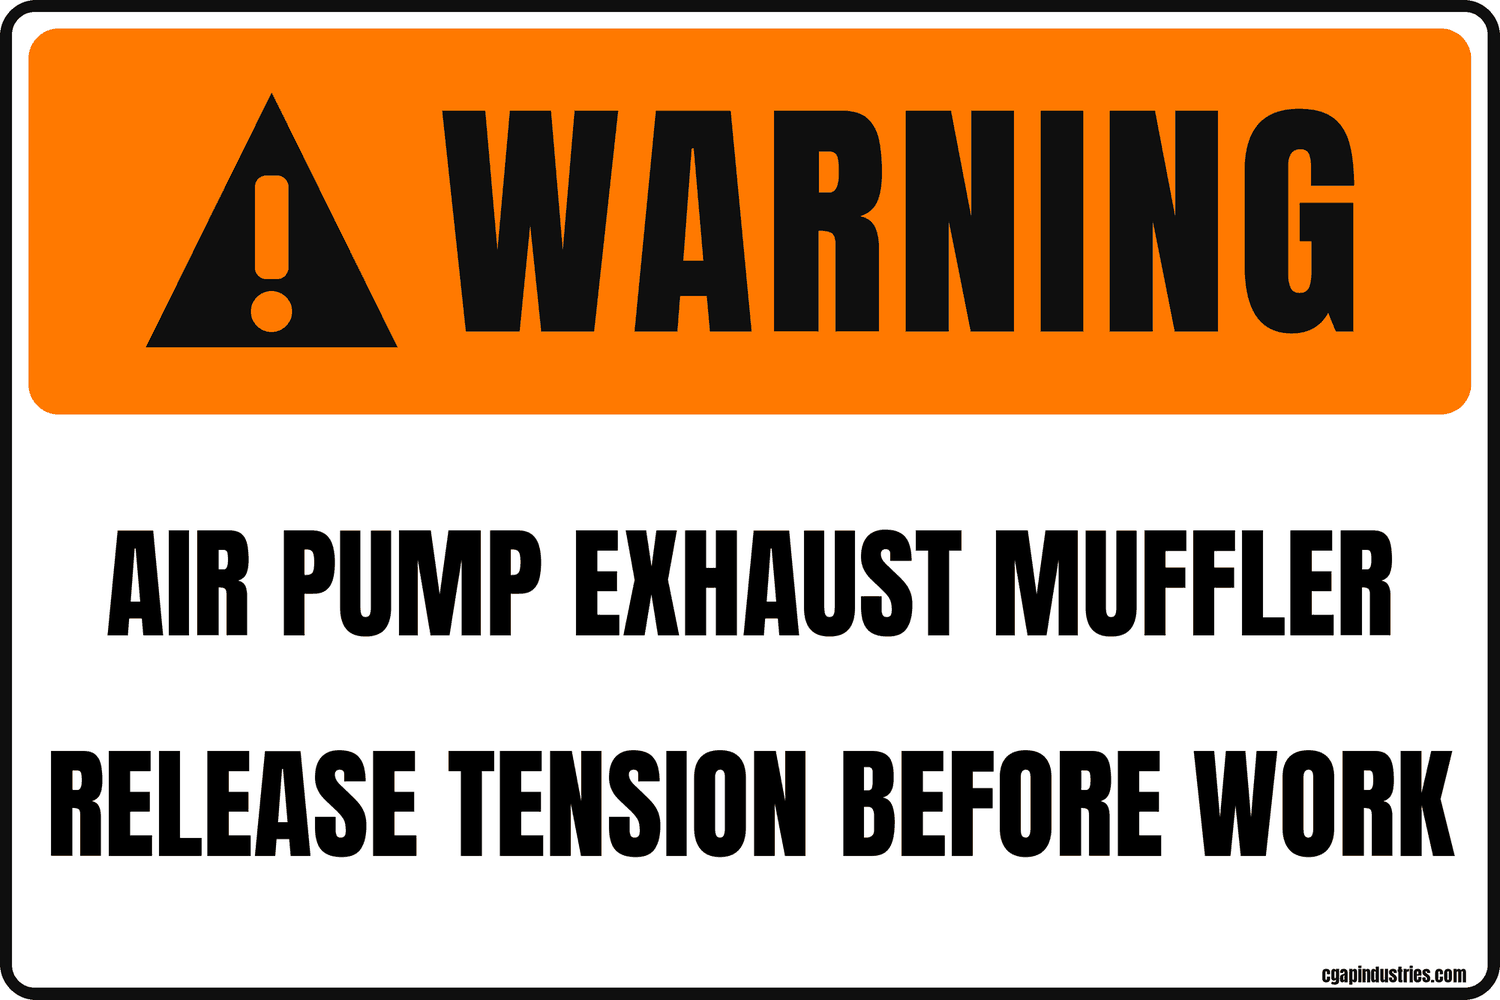 WARNING
AIR PUMP EXHAUST MUFFLER
RELEASE TENSION BEFORE WORK
cgapindustries.com